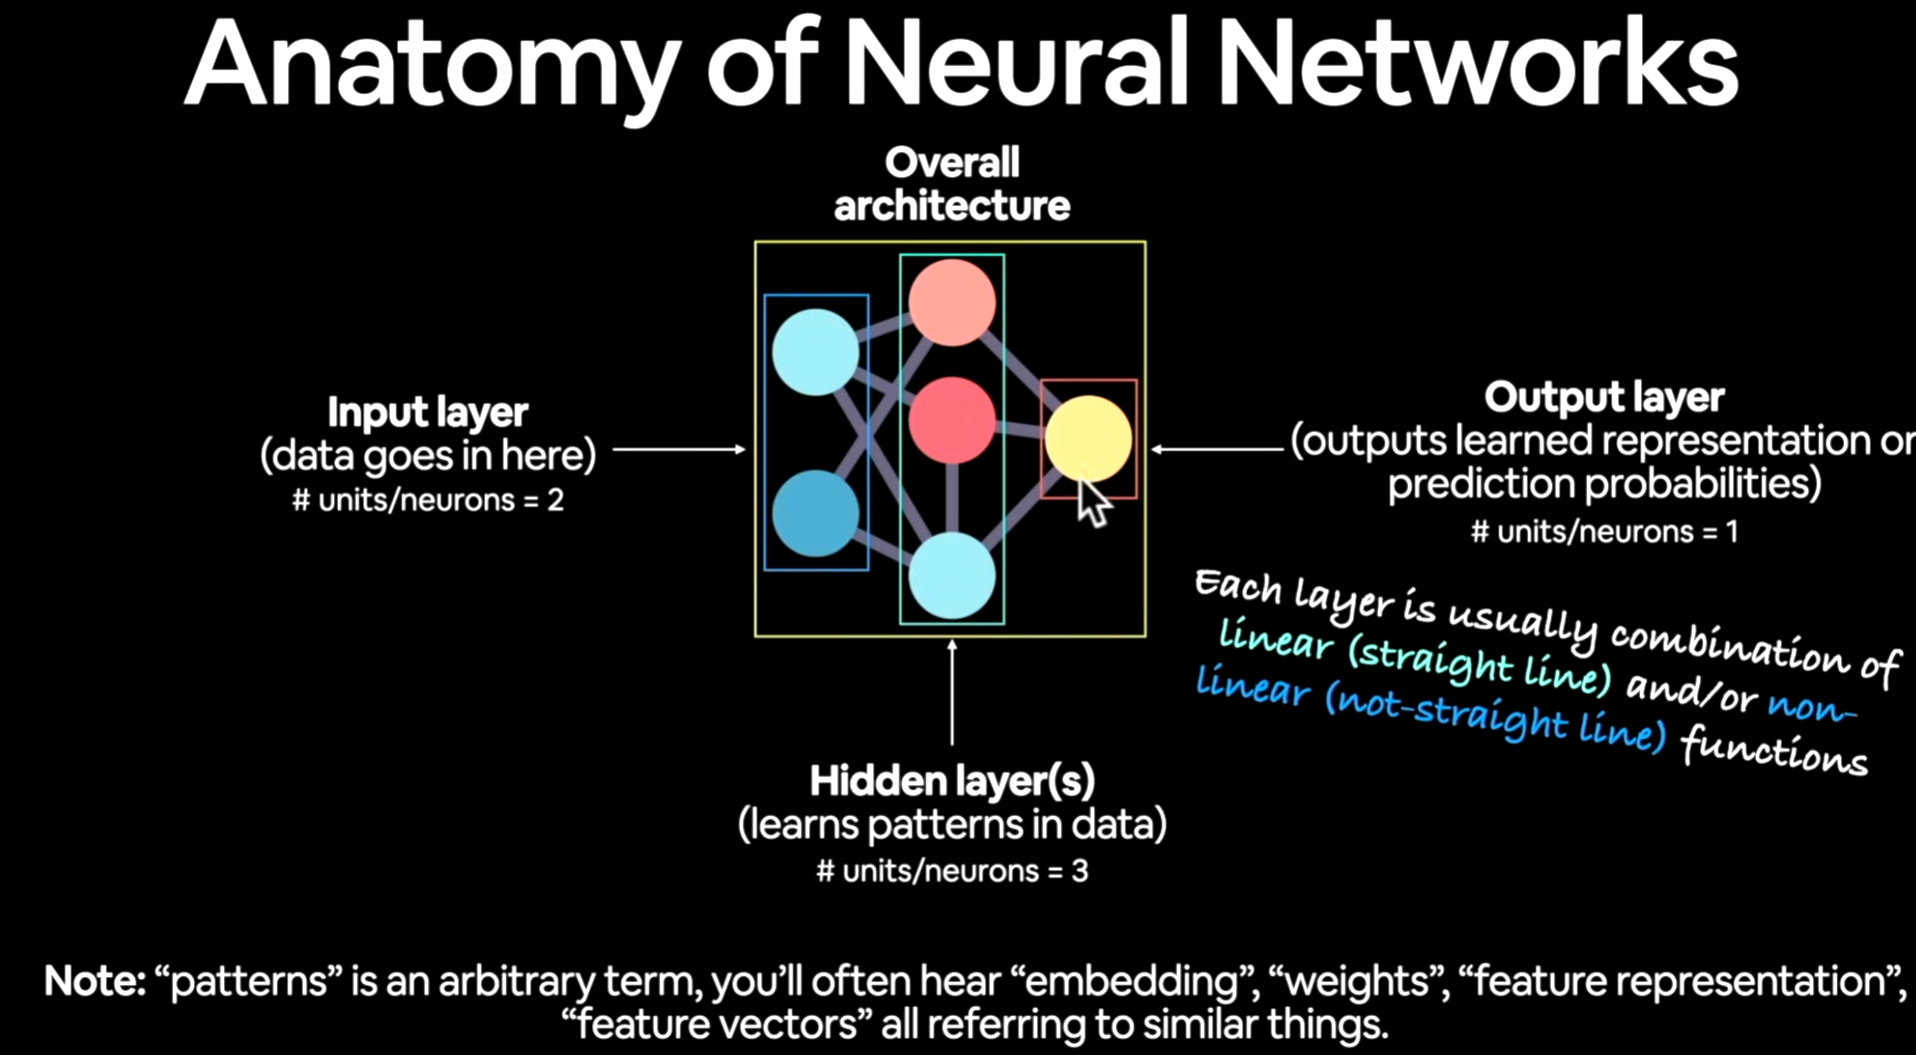 Anatomy of Neural Networks
Overall
architecture
Input layer
(data goes in here)
# units/neurons = 2
Output layer
(outputs learned representation or
prediction probabilities)
# units/neurons = 1
Each layer is usually combination of
linear (straight line) and/or non-
linear (not-straight line) functions
Hidden layer(s)
(learns patterns in data)
# units/neurons = 3
Note: “patterns” is an arbitrary term, you’ll often hear “embedding”, “weights”, “feature representation”,
“feature vectors” all referring to similar things.